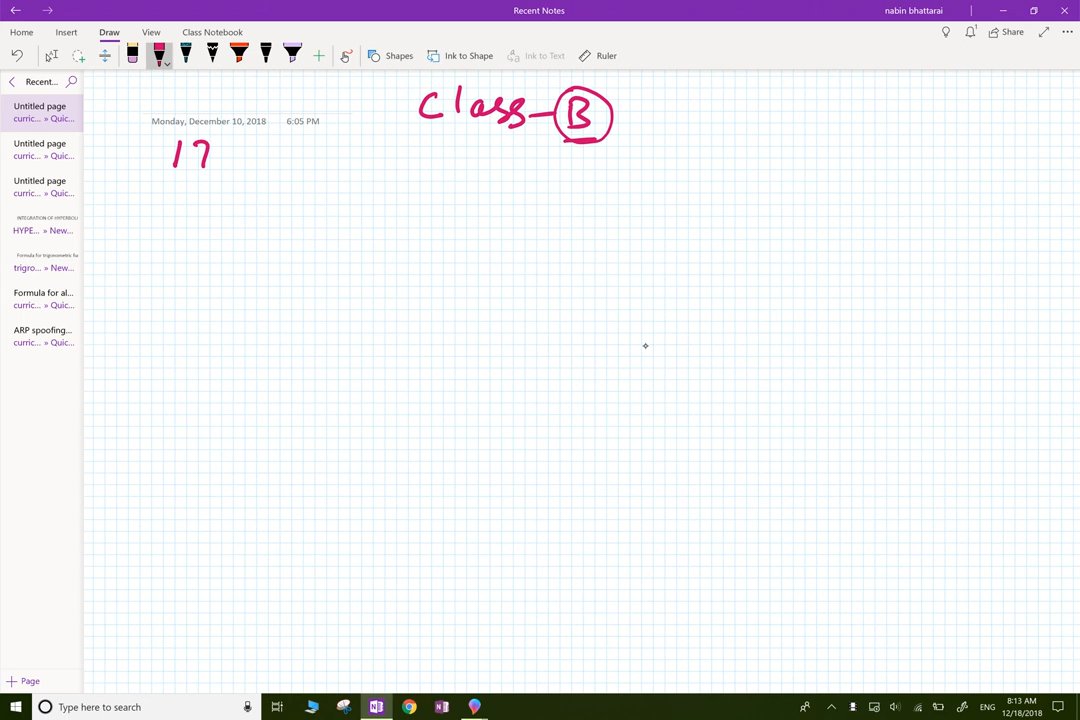 Recent Notes
nabin bhattarai
Home Insert Draw View Class Notebook
Share
Shapes Ink to Shape Ink to Text Ruler
Recent...
Untitled page
curric... » Quic...
Untitled page
curric... » Quic...
Untitled page
curric... » Quic...
INTEGRATION OF HYPERBOL
HYPE... » New...
Formula for trigonometric fu
trigro... » New...
Formula for al...
curric... » Quic...
ARP spoofing...
curric... » Quic...
Class-B
Monday, December 10, 2018 6:05 PM
17
+ Page
Type here to search
ENG
8:13 AM
12/18/2018